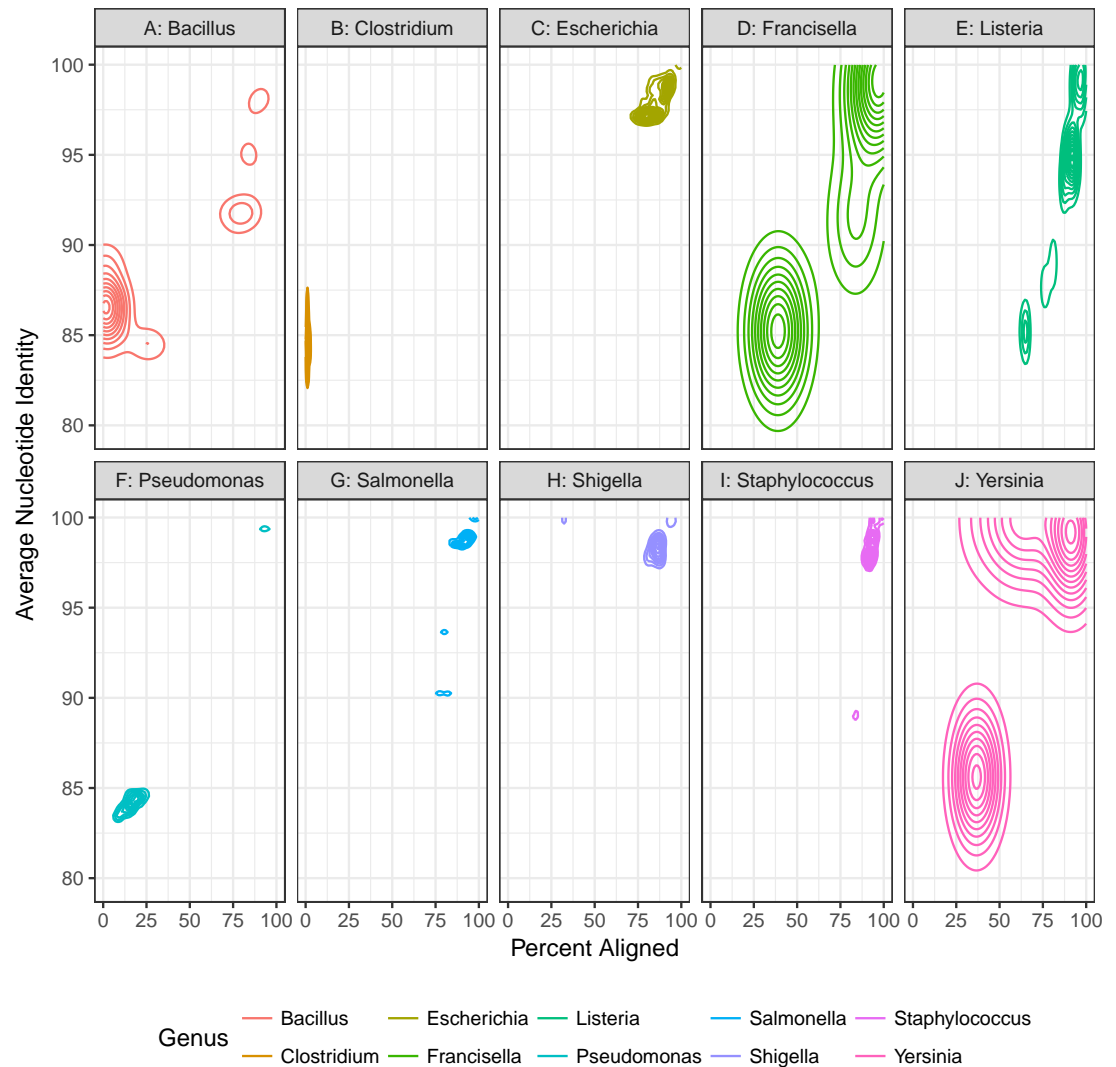 A: Bacillus B: Clostridium C: Escherichia D: Francisella E: Listeria
100
95
90
85
80
F: Pseudomonas G: Salmonella H: Shigella I: Staphylococcus J: Yersinia
100
95
90
85
80
0 25 50 75 100 0 25 50 75 100 0 25 50 75 100 0 25 50 75 100 0 25 50 75 100
Average Nucleotide Identity
Percent Aligned
Genus
Bacillus Escherichia Listeria Salmonella Staphylococcus
Clostridium Francisella Pseudomonas Shigella Yersinia